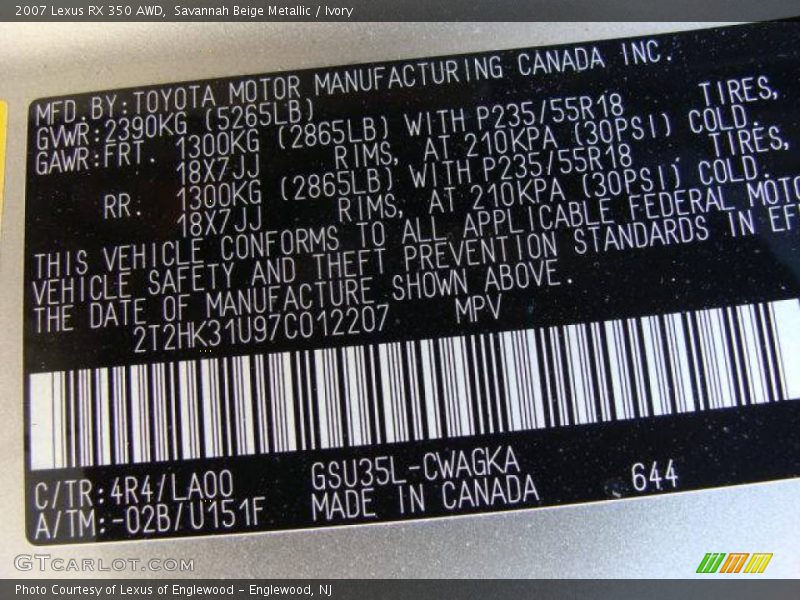 2007 Lexus RX 350 AWD, Savannah Beige Metallic / Ivory
MFD.BY:TOYOTA MOTOR MANUFACTURING CANADA INC.
GVWR:2390KG (5265LB)
GAWR:FRT. 1300KG (2865LB) WITH P235/55R18 TIRES,
18X7JJ RIMS, AT 210KPA (30PSI) COLD.
RR. 1300KG (2865LB) WITH P235/55R18 . TIRES,
18X7JJ RIMS, AT 210KPA (30PSI) COLD.
THIS VEHICLE CONFORMS TO ALL APPLICABLE FEDERAL MOTO
VEHICLE SAFETY AND THEFT PREVENTION STANDARDS IN EF
THE DATE OF MANUFACTURE SHOWN ABOVE.
2T2HK31U97C012207 MPV
C/TR:4R4/LA00 GSU35L-CWAGKA 644
A/TM:-02B/U151F MADE IN CANADA
GTCARLOT.COM
Photo Courtesy of Lexus of Englewood - Englewood, NJ